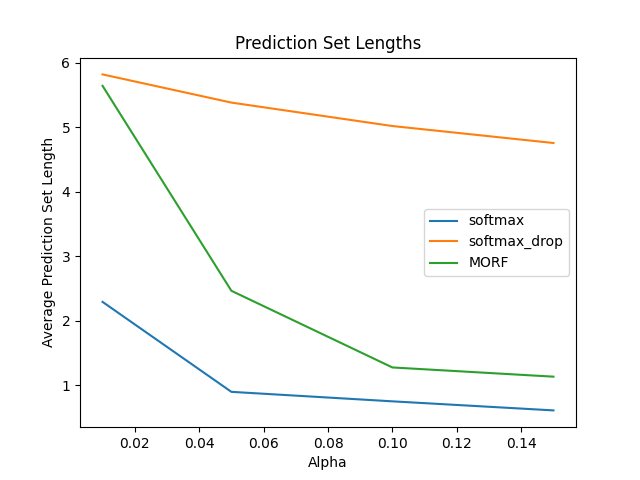 Prediction Set Lengths
Average Prediction Set Length
6
5
4
3
2
1
softmax
softmax_drop
MORF
0.02 0.04 0.06 0.08 0.10 0.12 0.14
Alpha